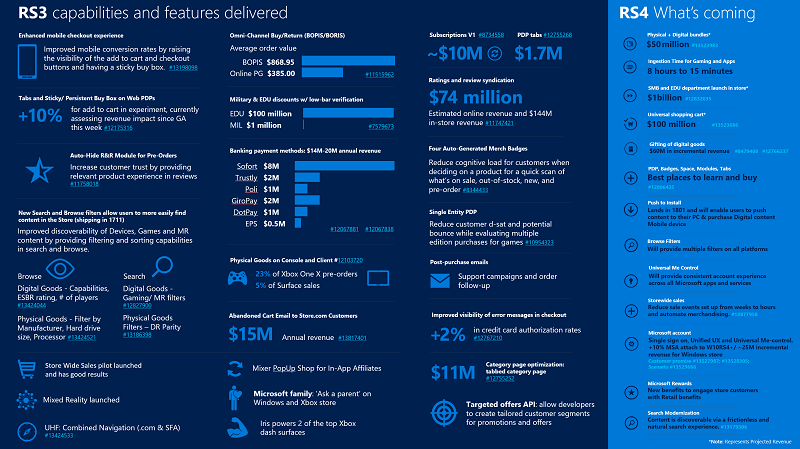 RS3 capabilities and features delivered
Enhanced mobile checkout experience
Improved mobile conversion rates by raising
the visibility of the add to cart and checkout
buttons and having a sticky buy box. #13198098
Tabs and Sticky/ Persistent Buy Box on Web PDPs
+10%
for add to cart in experiment, currently
assessing revenue impact since GA
this week #12175316
Auto-Hide R&R Module for Pre-Orders
Increase customer trust by providing
relevant product experience in reviews
#11758018
New Search and Browse filters allow users to more easily find
content in the Store (shipping in 1711)
Improved discoverability of Devices, Games and MR
content by providing filtering and sorting capabilities
in search and browse.
Browse
Digital Goods - Capabilities,
ESBR rating, # of players
#13424044
Physical Goods - Filter by
Manufacturer, Hard drive
size, Processor #13424521
Search
Digital Goods -
Gaming/ MR filters
#12827900
Physical Goods
Filters – DR Parity
#13186398
Store Wide Sales pilot launched
and has good results
Mixed Reality launched
UHF: Combined Navigation (.com & SFA)
#13424533
Omni-Channel Buy/Return (BOPIS/BORIS)
Average order value
BOPIS $868.95
Online PG $385.00
#11515962
Military & EDU discounts w/ low-bar verification
EDU $100 million
MIL $1 million
#7579673
Banking payment methods: $14M-20M annual revenue
Sofort $8M
Trustly $2M
Poli $1M
GiroPay $2M
DotPay $1M
EPS $0.5M
#12067881 #12067838
Physical Goods on Console and Client #12103720
23% of Xbox One X pre-orders
5% of Surface sales
Abandoned Cart Email to Store.com Customers
$15M Annual revenue #13817401
Mixer PopUp Shop for In-App Affiliates
Microsoft family: 'Ask a parent' on
Windows and Xbox store
Iris powers 2 of the top Xbox
dash surfaces
Subscriptions V1 #8734558
~$10M
PDP tabs #12755268
$1.7M
Ratings and review syndication
$74 million
Estimated online revenue and $144M
in-store revenue #11747421
Four Auto-Generated Merch Badges
Reduce cognitive load for customers when
deciding on a product for a quick scan of
what's on sale, out-of-stock, new, and
pre-order #8344433
Single Entity PDP
Reduce customer d-sat and potential
bounce while evaluating multiple
edition purchases for games #10954323
Post-purchase emails
Support campaigns and order
follow-up
Improved visibility of error messages in checkout
+2%
in credit card authorization rates
#12767210
$11M
Category page optimization:
tabbed category page
#12755252
Targeted offers API: allow developers
to create tailored customer segments
for promotions and offers
RS4 What's coming
Physical + Digital bundles*
$50million
Ingestion Time for Gaming and Apps
8 hours to 15 minutes
SMB and EDU department launch in store*
$1billion
Universal shopping cart*
$100 million
Gifting of digital goods
$60M in incremental revenue
PDP, Badges, Space, Modules, Tabs
Best places to learn and buy
Push to Install
Lands in 1801 and will enable users to push
content to their PC & purchase Digital content
Mobile device
Browse Filters
Will provide multiple filters on all platforms
Universal Me Control
Will provide consistent account experience
across all Microsoft apps and services
Storewide sales
Reduce sale events set up from weeks to hours
and automate merchandising.
Microsoft account
Single sign on, Unified UX and Universal Me-control.
+10% MSA attach to W10RS4+/ ~25M incremental
revenue for Windows store
Microsoft Rewards
New benefits to engage store customers
with Retail benefits
Search Modernization
Content is discoverable via a frictionless and
natural search experience.
*Note: Represents Projected Revenue